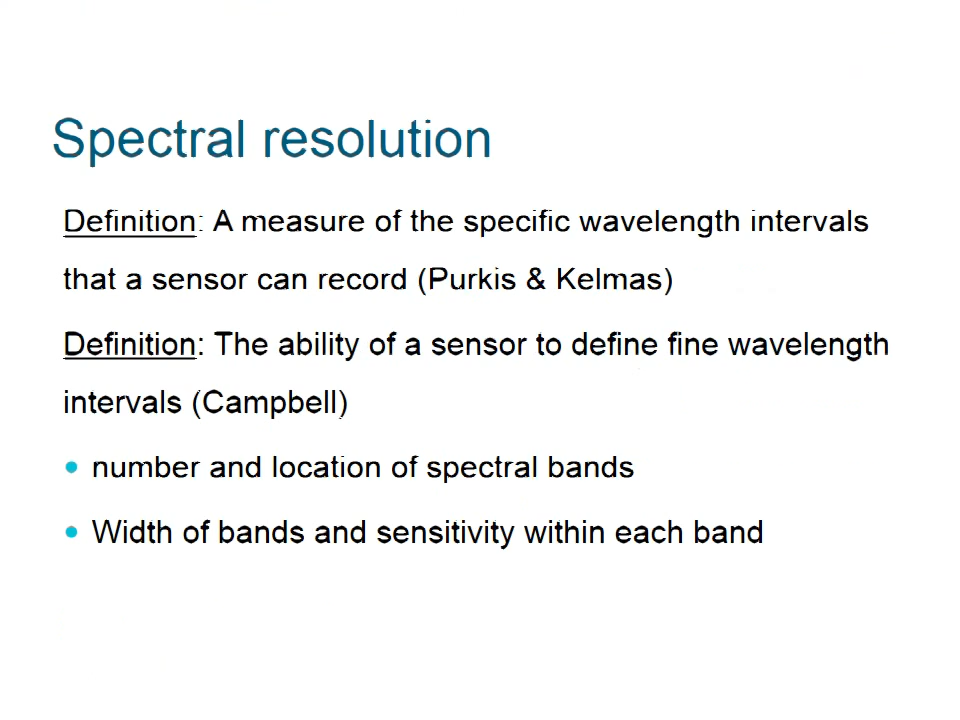 Spectral resolution
Definition: A measure of the specific wavelength intervals
that a sensor can record (Purkis & Kelmas)
Definition: The ability of a sensor to define fine wavelength
intervals (Campbell)
• number and location of spectral bands
• Width of bands and sensitivity within each band